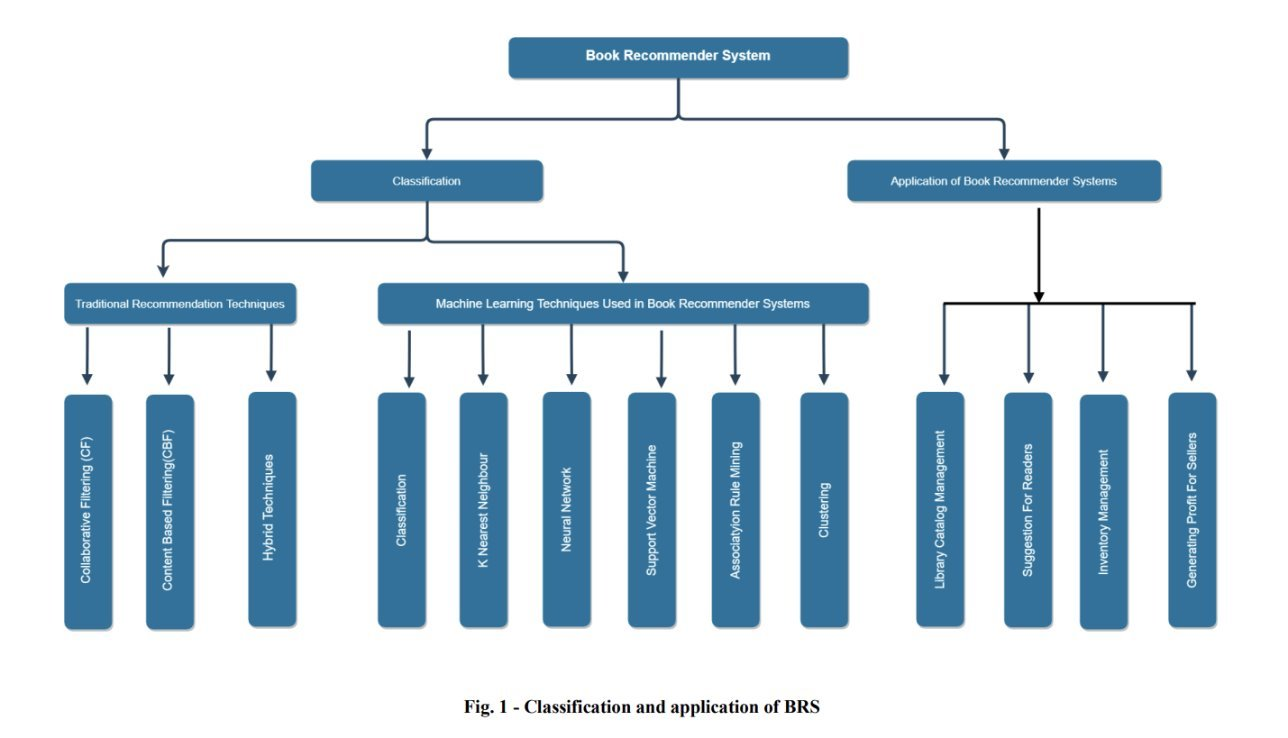 Book Recommender System
Classification
Application of Book Recommender Systems
Traditional Recommendation Techniques
Machine Learning Techniques Used in Book Recommender Systems
Collaborative Filtering (CF)
Content Based Filtering(CBF)
Hybrid Techniques
Classification
K Nearest Neighbour
Neural Network
Support Vector Machine
Associatyion Rule Mining
Clustering
Library Catalog Management
Suggestion For Readers
Inventory Management
Generating Profit For Sellers
Fig. 1 - Classification and application of BRS